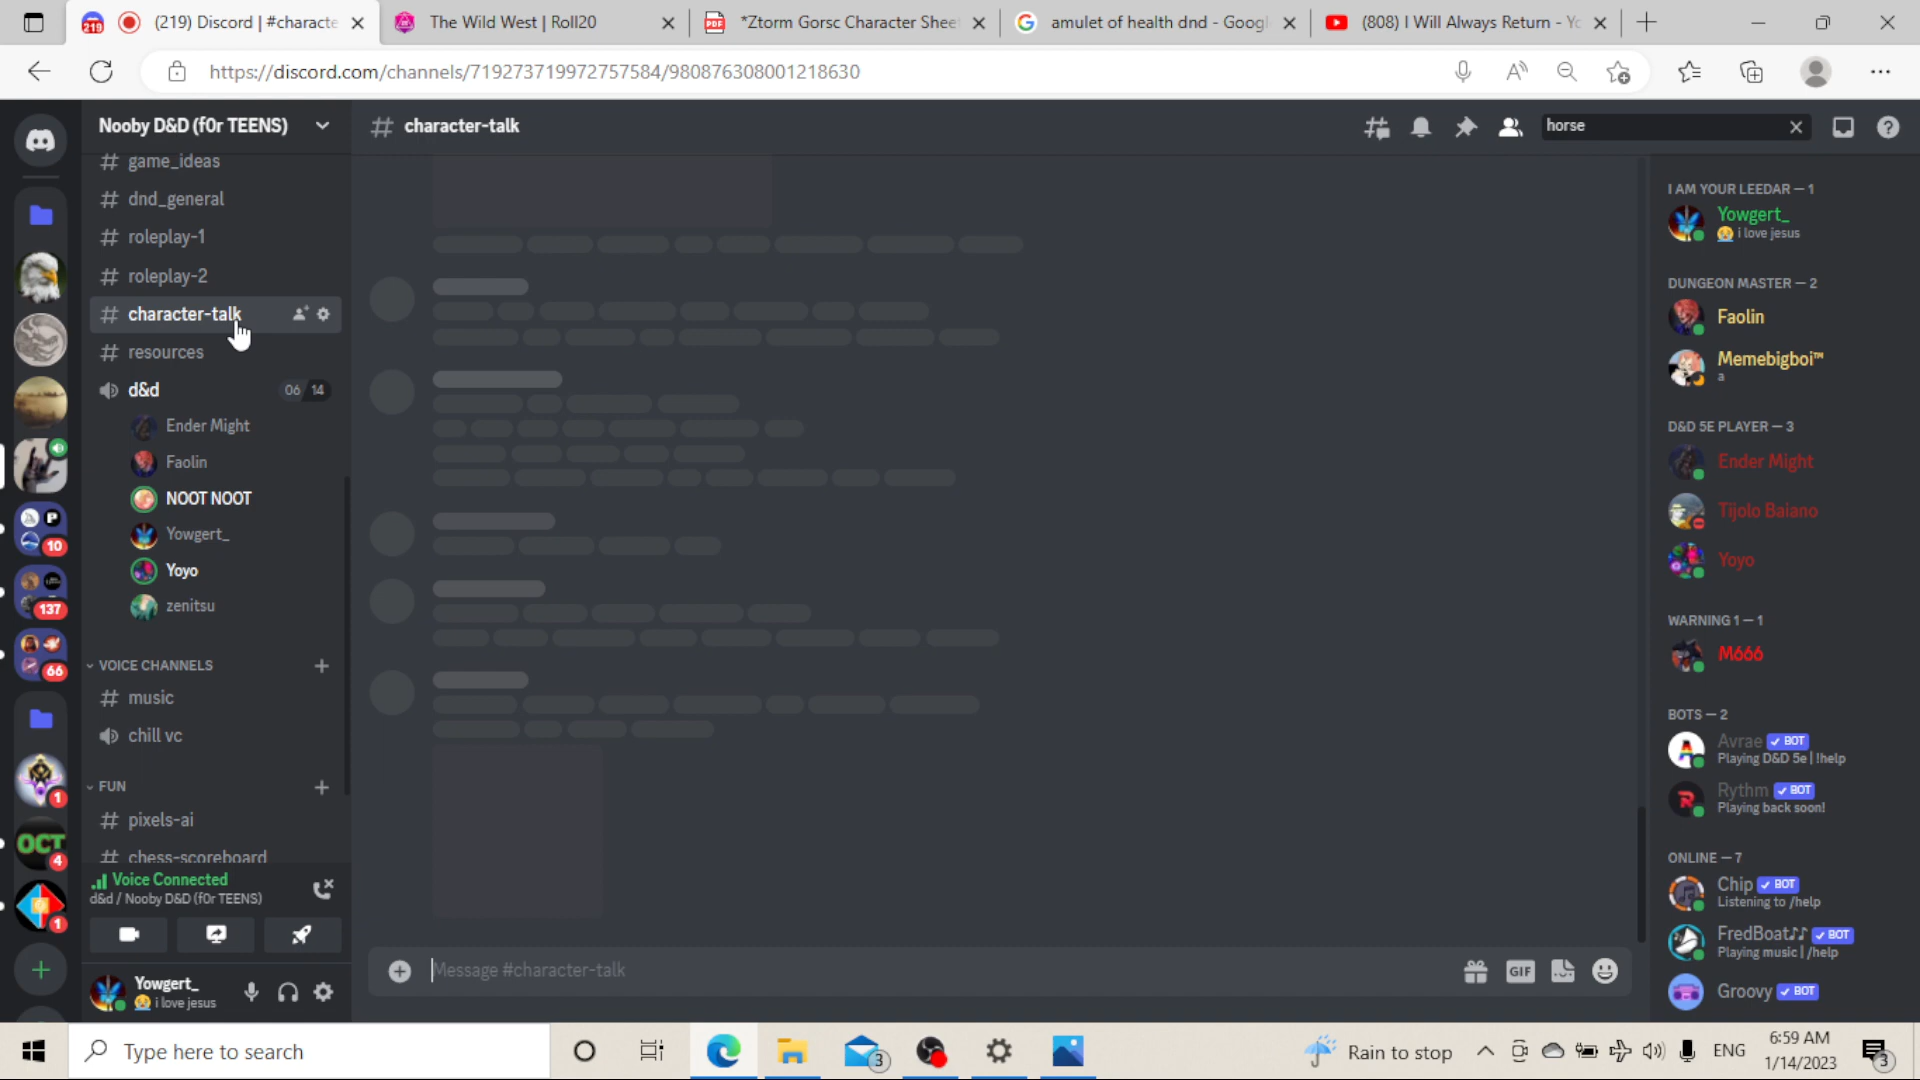 (219) Discord | #characte
The Wild West | Roll20
*Ztorm Gorsc Character Shee
amulet of health dnd - Googl
(808) I Will Always Return - Yo
https://discord.com/channels/719273719972757584/980876308001218630
Nooby D&D (f0r TEENS)
character-talk
horse
game_ideas
dnd_general
roleplay-1
roleplay-2
character-talk
resources
d&d
06 14
Ender Might
Faolin
NOOT NOOT
Yowgert_
Yoyo
zenitsu
VOICE CHANNELS
music
chill vc
FUN
pixels-ai
chess-scoreboard
Voice Connected
d&d / Nooby D&D (f0r TEENS)
Yowgert_
i love jesus
219
10
137
66
1
OCT
4
1
Message #character-talk
GIF
I AM YOUR LEEDAR — 1
Yowgert_
i love jesus
DUNGEON MASTER — 2
Faolin
Memebigboi™
a
D&D 5E PLAYER — 3
Ender Might
Tijolo Baiano
Yoyo
WARNING 1 — 1
M666
BOTS — 2
Avrae BOT
Playing D&D 5e | !help
Rythm BOT
Playing back soon!
ONLINE — 7
Chip BOT
Listening to /help
FredBoat♪♪ BOT
Playing music | /help
Groovy BOT
Type here to search
3
Rain to stop
ENG
6:59 AM
1/14/2023
3